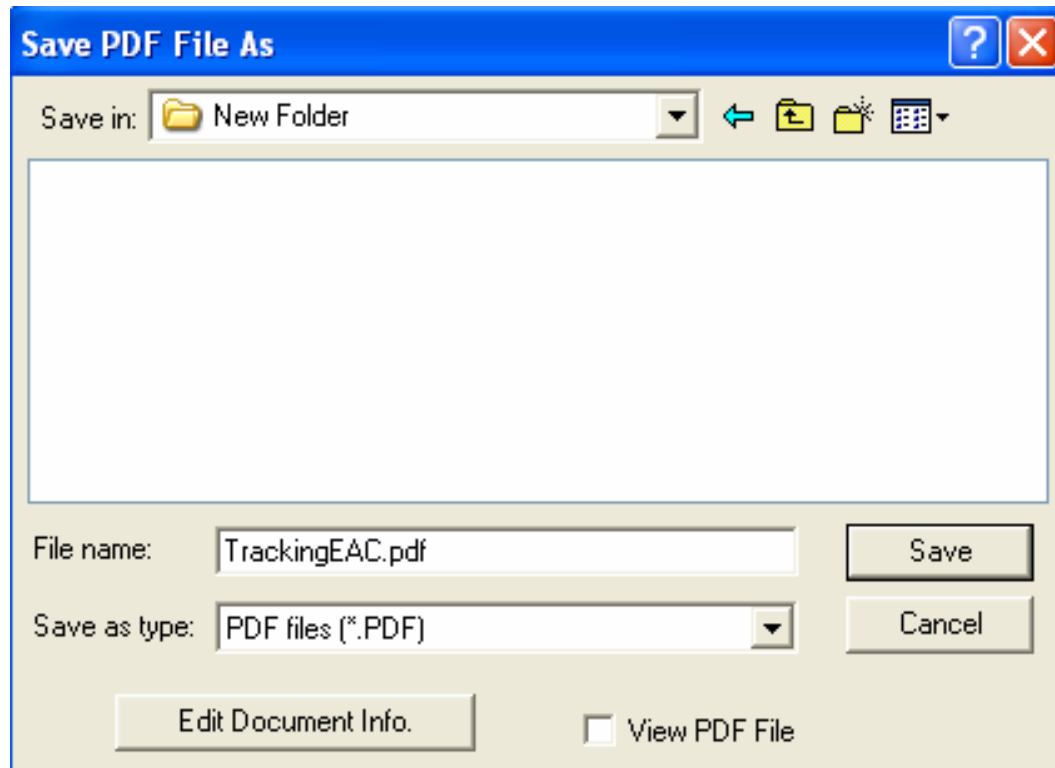 Save PDF File As
Save in: New Folder
File name: TrackingEAC.pdf Save
Save as type: PDF files (*.PDF) Cancel
Edit Document Info. View PDF File